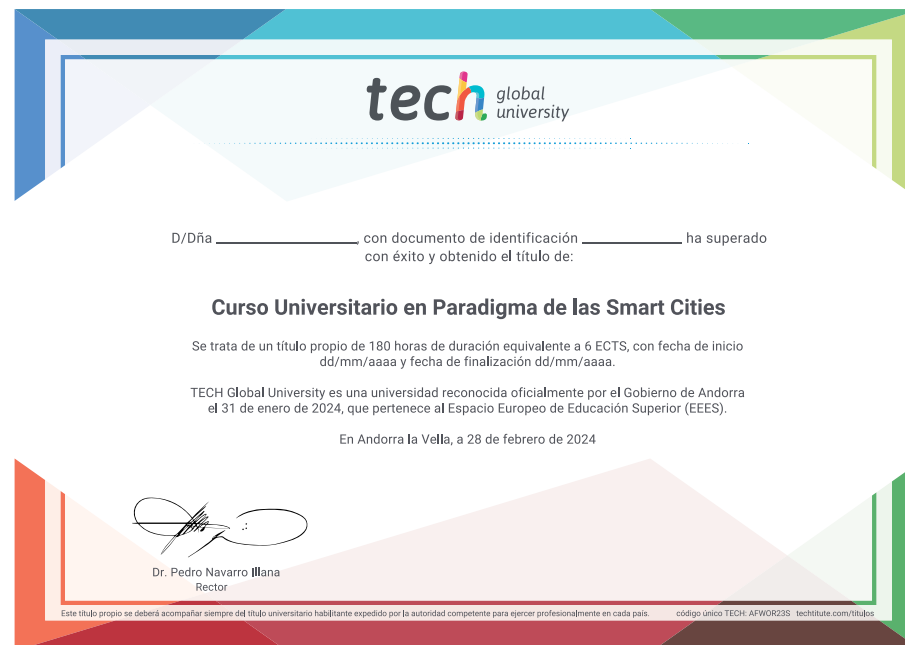 tech global university
D/Dña ____________________, con documento de identificación ______________ ha superado
con éxito y obtenido el título de:
Curso Universitario en Paradigma de las Smart Cities
Se trata de un título propio de 180 horas de duración equivalente a 6 ECTS, con fecha de inicio
dd/mm/aaaa y fecha de finalización dd/mm/aaaa.
TECH Global University es una universidad reconocida oficialmente por el Gobierno de Andorra
el 31 de enero de 2024, que pertenece al Espacio Europeo de Educación Superior (EEES).
En Andorra la Vella, a 28 de febrero de 2024
Dr. Pedro Navarro Illana
Rector
Este título propio se deberá acompañar siempre del título universitario habilitante expedido por la autoridad competente para ejercer profesionalmente en cada país. código único TECH: AFWOR23S techtitute.com/titulos